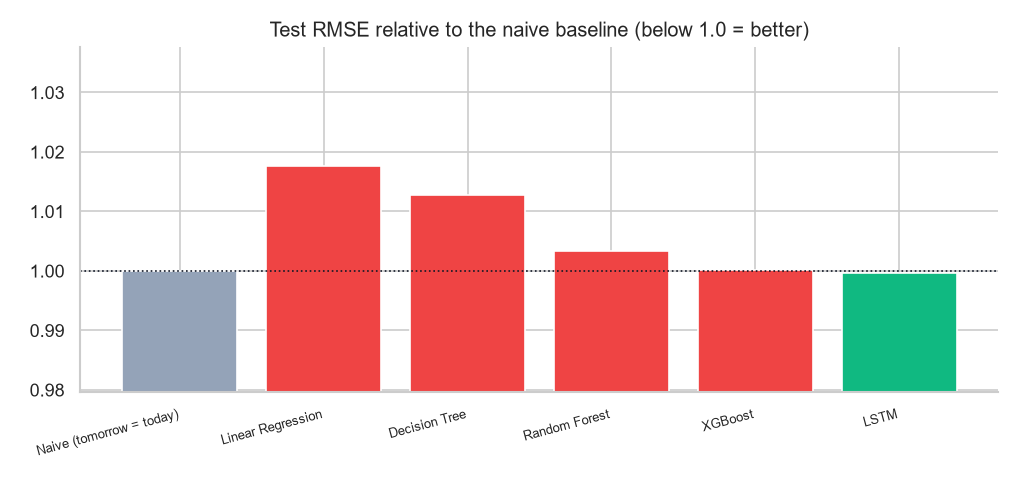 Test RMSE relative to the naive baseline (below 1.0 = better)
1.03
1.02
1.01
1.00
0.99
0.98
Naive (tomorrow = today)
Linear Regression
Decision Tree
Random Forest
XGBoost
LSTM